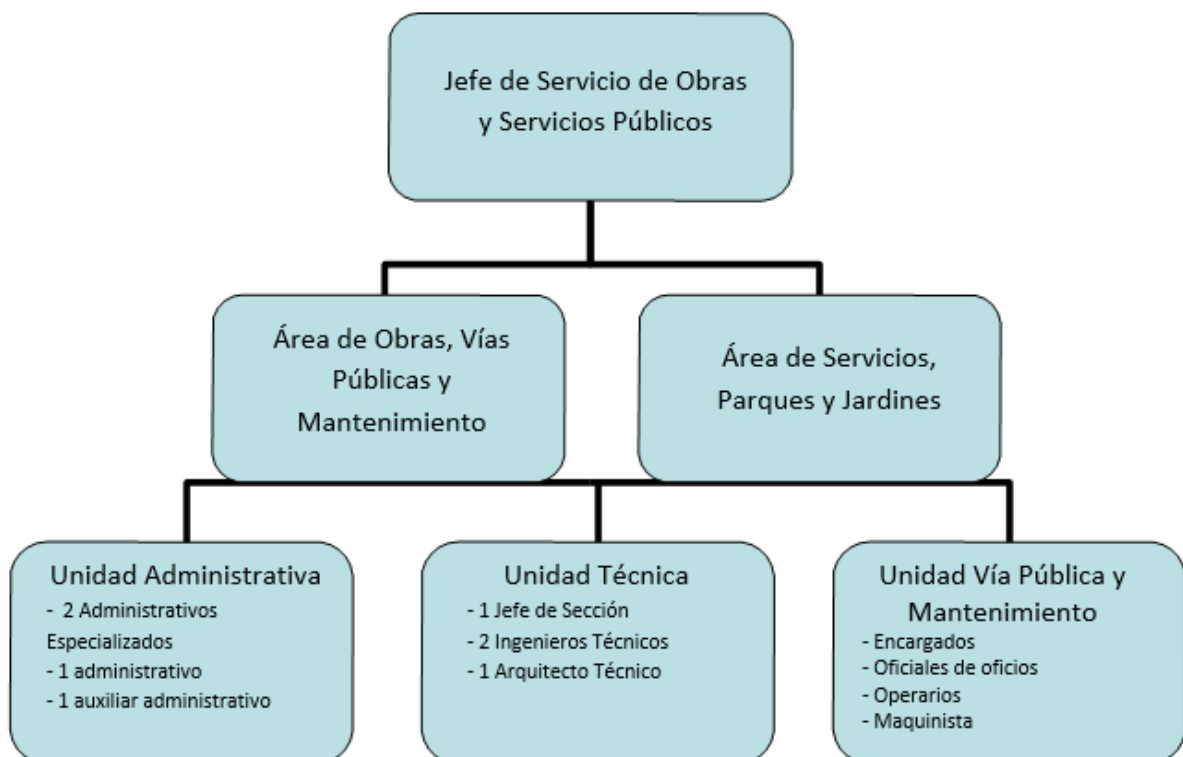 Jefe de Servicio de Obras
y Servicios Públicos
Área de Obras, Vías
Públicas y
Mantenimiento
Área de Servicios,
Parques y Jardines
Unidad Administrativa
- 2 Administrativos
Especializados
- 1 administrativo
- 1 auxiliar administrativo
Unidad Técnica
- 1 Jefe de Sección
- 2 Ingenieros Técnicos
- 1 Arquitecto Técnico
Unidad Vía Pública y
Mantenimiento
- Encargados
- Oficiales de oficios
- Operarios
- Maquinista